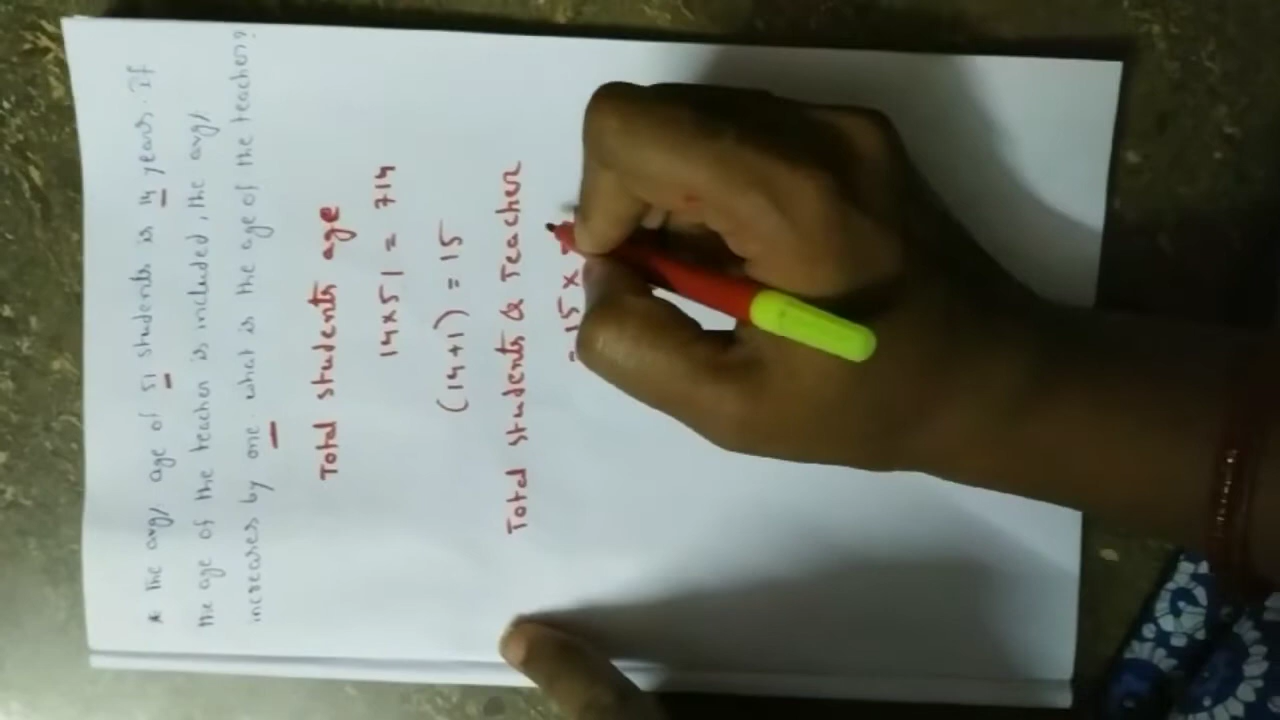 * The avg/ age of 51 students is 14 years. If
the age of the teacher is included, the avg/
increases by one. what is the age of the teacher?
Total students age
14 x 51 = 714
(14+1) = 15
Total students & Teacher
= 15 x